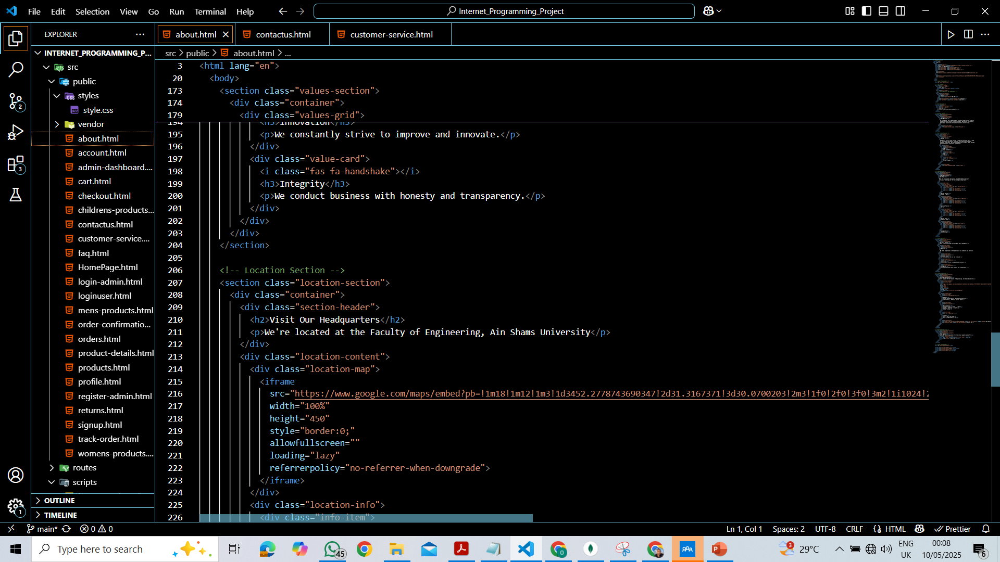 File Edit Selection View Go Run Terminal Help
Internet_Programming_Project
EXPLORER
about.html
contactus.html
customer-service.html
INTERNET_PROGRAMMING_P...
src
public
styles
style.css
vendor
about.html
account.html
admin-dashboard....
cart.html
checkout.html
childrens-products...
contactus.html
customer-service....
faq.html
HomePage.html
login-admin.html
loginuser.html
mens-products.html
order-confirmatio...
orders.html
product-details.html
products.html
profile.html
register-admin.html
returns.html
signup.html
track-order.html
womens-products....
routes
scripts
OUTLINE
TIMELINE
src > public > about.html > ...
3 <html lang="en">
20 <body>
173 <section class="values-section">
174 <div class="container">
179 <div class="values-grid">
194 <h3>Innovation</h3>
195 <p>We constantly strive to improve and innovate.</p>
196 </div>
197 <div class="value-card">
198 <i class="fas fa-handshake"></i>
199 <h3>Integrity</h3>
200 <p>We conduct business with honesty and transparency.</p>
201 </div>
202 </div>
203 </div>
204 </section>
205
206 <!-- Location Section -->
207 <section class="location-section">
208 <div class="container">
209 <div class="section-header">
210 <h2>Visit Our Headquarters</h2>
211 <p>We're located at the Faculty of Engineering, Ain Shams University</p>
212 </div>
213 <div class="location-content">
214 <div class="location-map">
215 <iframe
216 src="https://www.google.com/maps/embed?pb=!1m18!1m12!1m3!1d3452.2778743690347!2d31.3167371!3d30.0700203!2m3!1f0!2f0!3f0!3m2!1i1024!2
217 width="100%"
218 height="450"
219 style="border:0;"
220 allowfullscreen=""
221 loading="lazy"
222 referrerpolicy="no-referrer-when-downgrade">
223 </iframe>
224 </div>
225 <div class="location-info">
226 <div class="info-item">
2
3
1
main* 0 0
Ln 1, Col 1 Spaces: 2 UTF-8 CRLF HTML Prettier
Type here to search
45
3
29°C
ENG
UK
00:08
10/05/2025
6